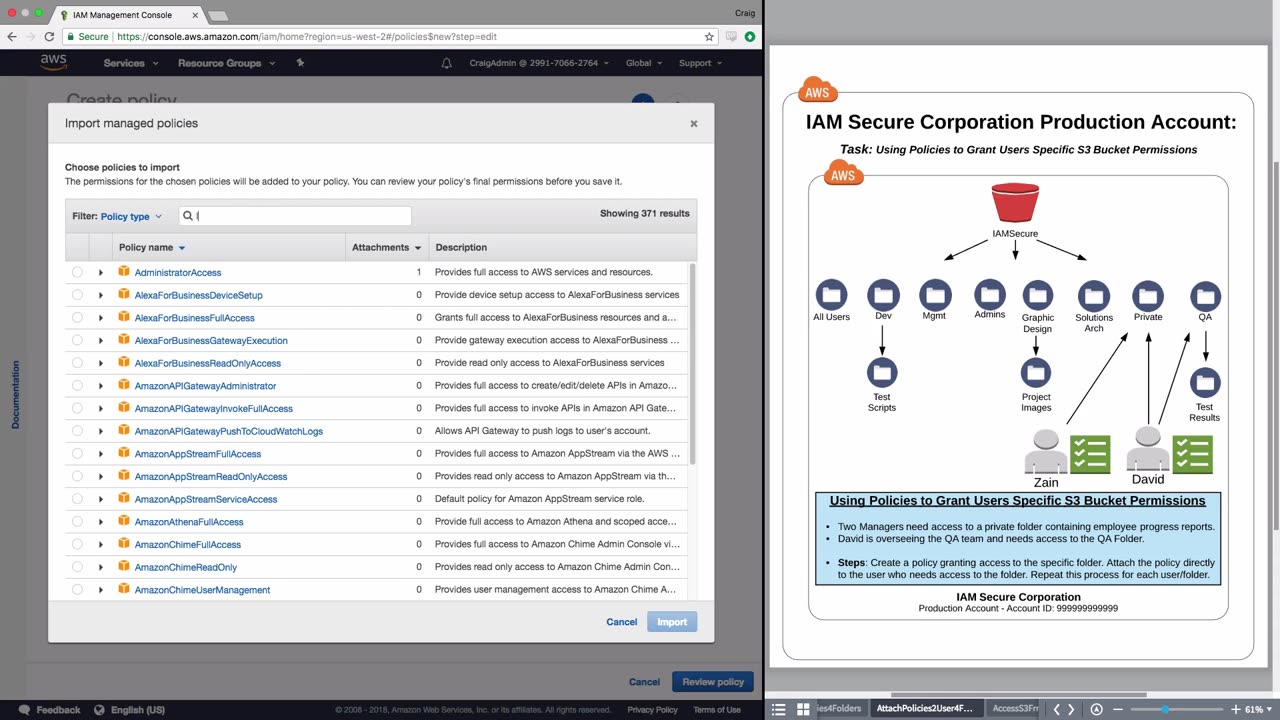 IAM Management Console
Craig
Secure | https://console.aws.amazon.com/iam/home?region=us-west-2#/policies$new?step=edit
aws Services Resource Groups CraigAdmin @ 2991-7066-2764 Global Support
Create policy
Import managed policies
Choose policies to import
The permissions for the chosen policies will be added to your policy. You can review your policy's final permissions before you save it.
Filter: Policy type Showing 371 results
Policy name Attachments Description
AdministratorAccess 1 Provides full access to AWS services and resources.
AlexaForBusinessDeviceSetup 0 Provide device setup access to AlexaForBusiness services
AlexaForBusinessFullAccess 0 Grants full access to AlexaForBusiness resources and a...
AlexaForBusinessGatewayExecution 0 Provide gateway execution access to AlexaForBusiness ...
AlexaForBusinessReadOnlyAccess 0 Provide read only access to AlexaForBusiness services
AmazonAPIGatewayAdministrator 0 Provides full access to create/edit/delete APIs in Amazo...
AmazonAPIGatewayInvokeFullAccess 0 Provides full access to invoke APIs in Amazon API Gate...
AmazonAPIGatewayPushToCloudWatchLogs 0 Allows API Gateway to push logs to user's account.
AmazonAppStreamFullAccess 0 Provides full access to Amazon AppStream via the AWS ...
AmazonAppStreamReadOnlyAccess 0 Provides read only access to Amazon AppStream via th...
AmazonAppStreamServiceAccess 0 Default policy for Amazon AppStream service role.
AmazonAthenaFullAccess 0 Provide full access to Amazon Athena and scoped acce...
AmazonChimeFullAccess 0 Provides full access to Amazon Chime Admin Console vi...
AmazonChimeReadOnly 0 Provides read only access to Amazon Chime Admin Con...
AmazonChimeUserManagement 0 Provides user management access to Amazon Chime A...
Cancel Import
Documentation
Cancel Review policy
Feedback English (US) © 2008 - 2018, Amazon Web Services, Inc. or its affiliates. All rights reserved. Privacy Policy Terms of Use
AWS
IAM Secure Corporation Production Account:
Task: Using Policies to Grant Users Specific S3 Bucket Permissions
AWS
IAMSecure
All Users Dev Mgmt Admins Graphic Design Solutions Arch Private QA
Test Scripts
Project Images
Test Results
Zain David
Using Policies to Grant Users Specific S3 Bucket Permissions
• Two Managers need access to a private folder containing employee progress reports.
• David is overseeing the QA team and needs access to the QA Folder.
• Steps: Create a policy granting access to the specific folder. Attach the policy directly
to the user who needs access to the folder. Repeat this process for each user/folder.
IAM Secure Corporation
Production Account - Account ID: 999999999999
ies4Folders AttachPolicies2User4F... AccessS3Fr 61%